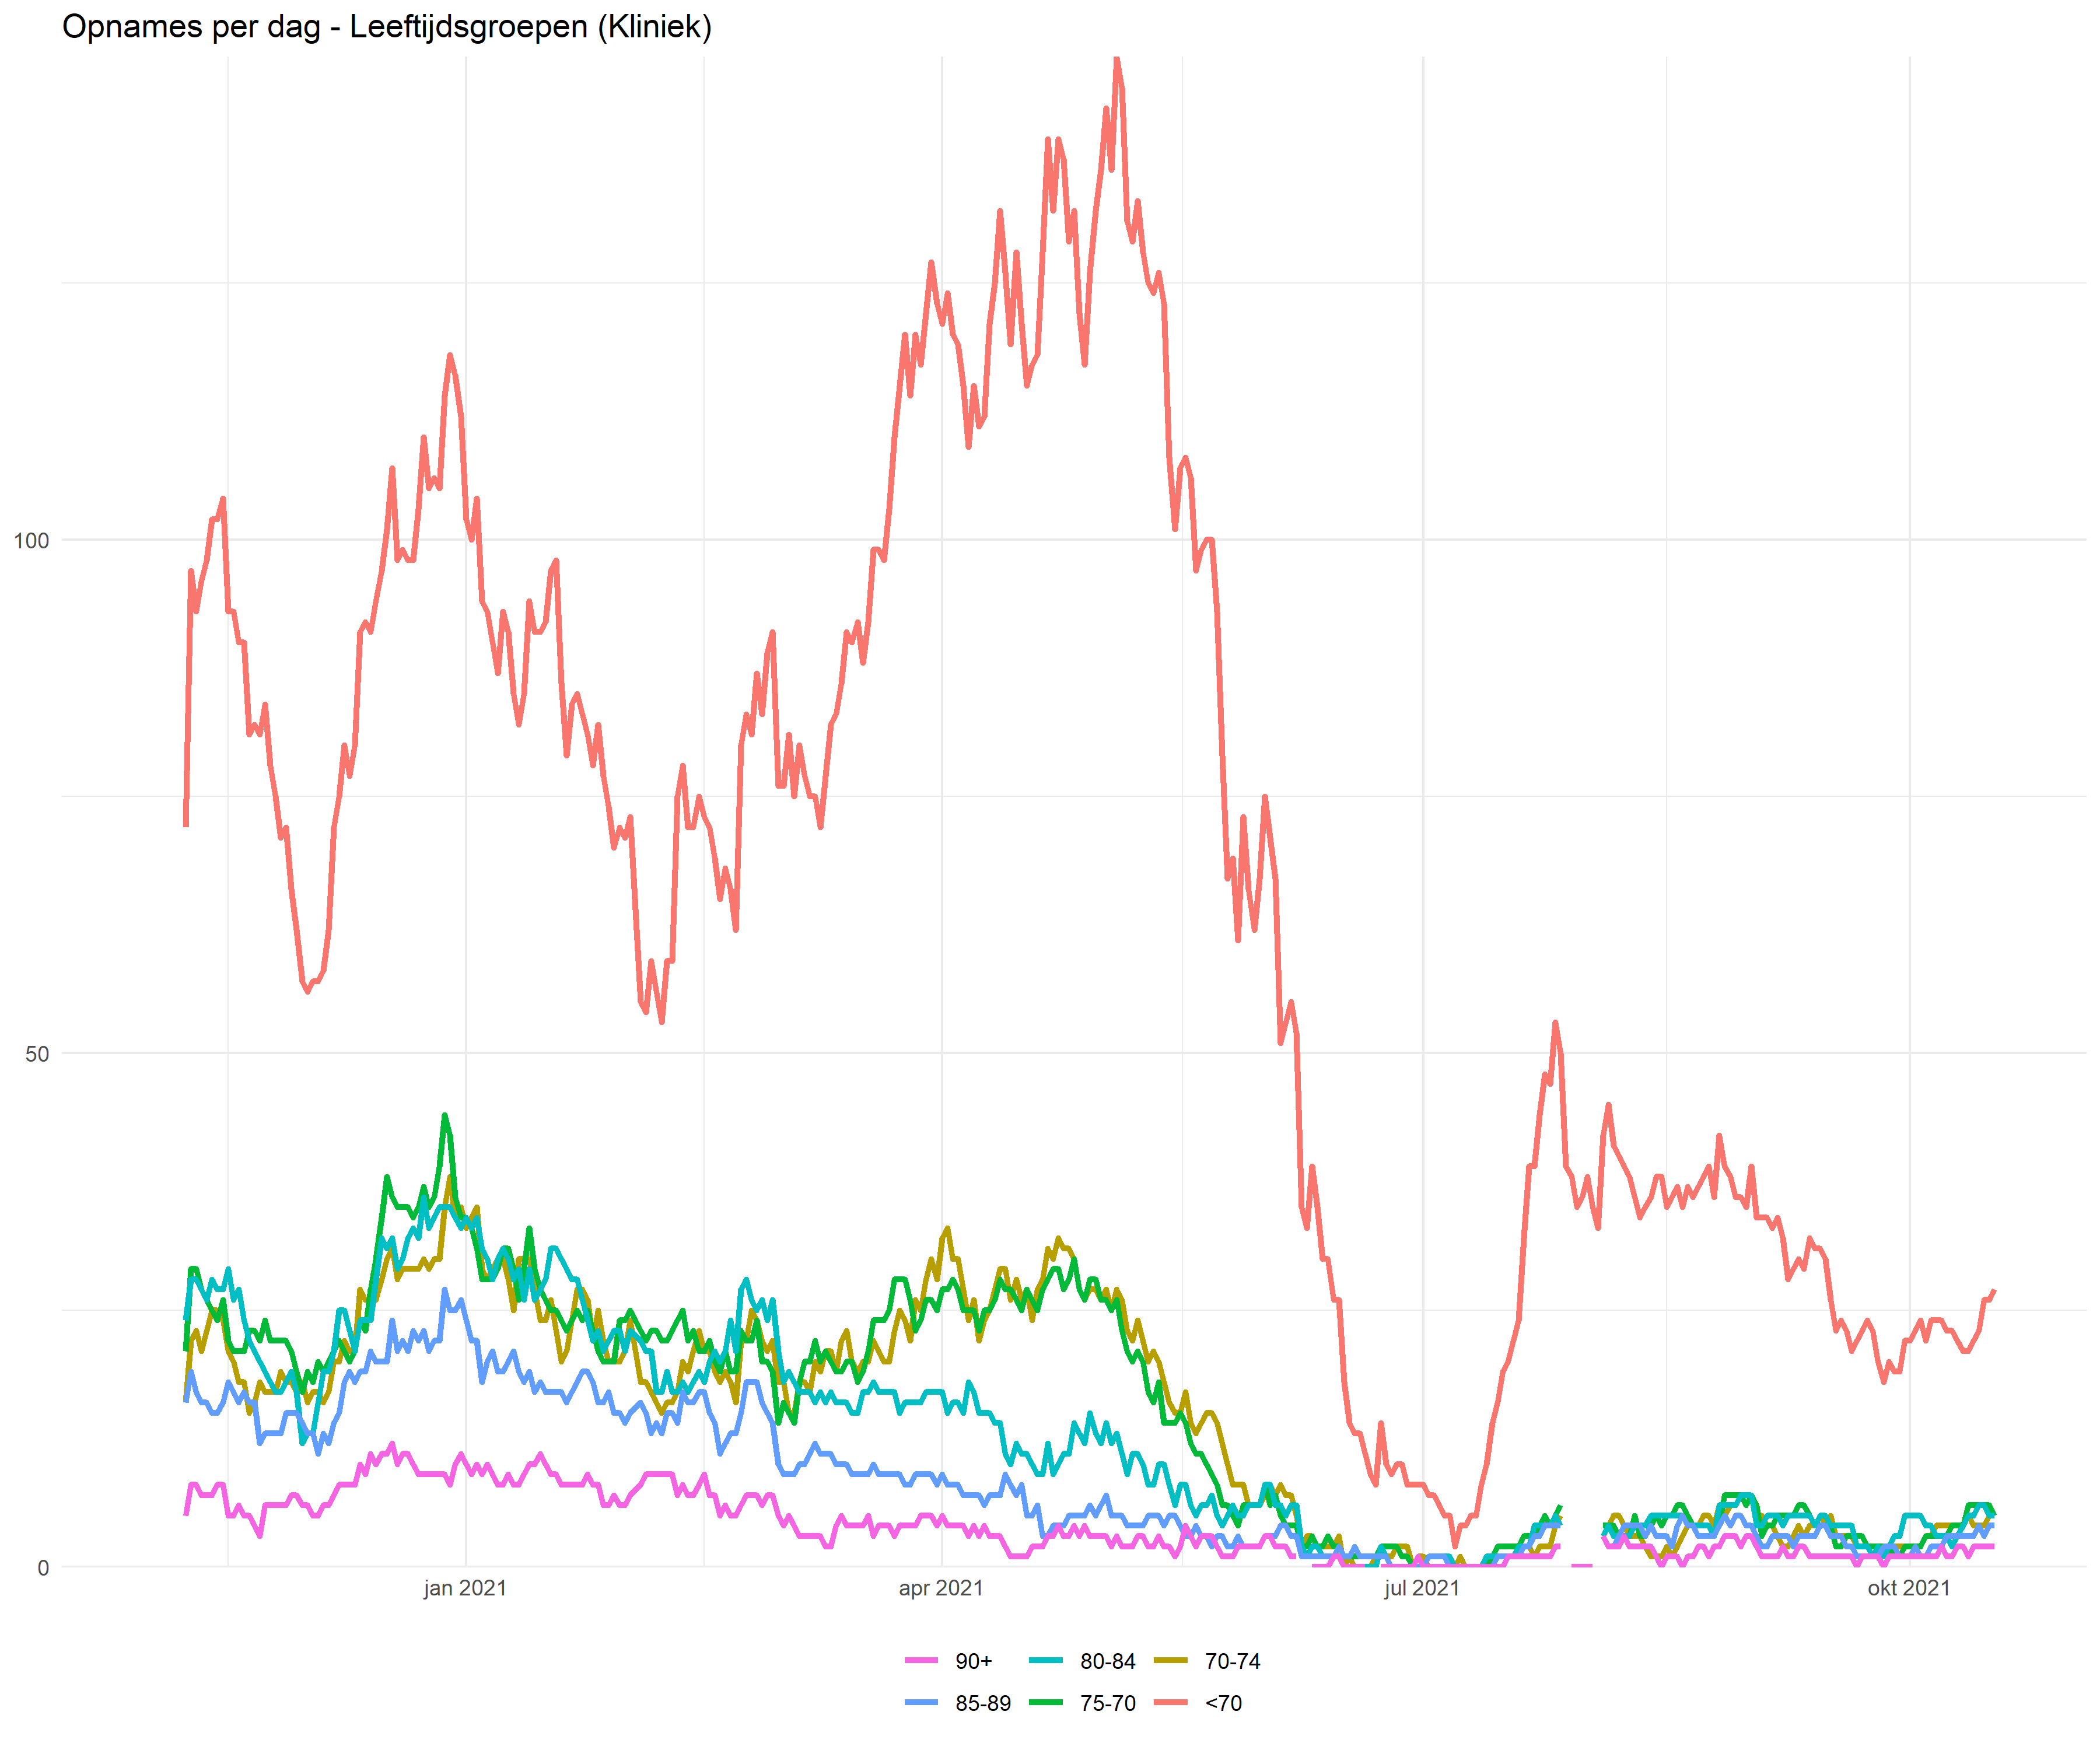 Opnames per dag - Leeftijdsgroepen (Kliniek)
100
50
0
jan 2021 apr 2021 jul 2021 okt 2021
90+ 80-84 70-74
85-89 75-70 <70